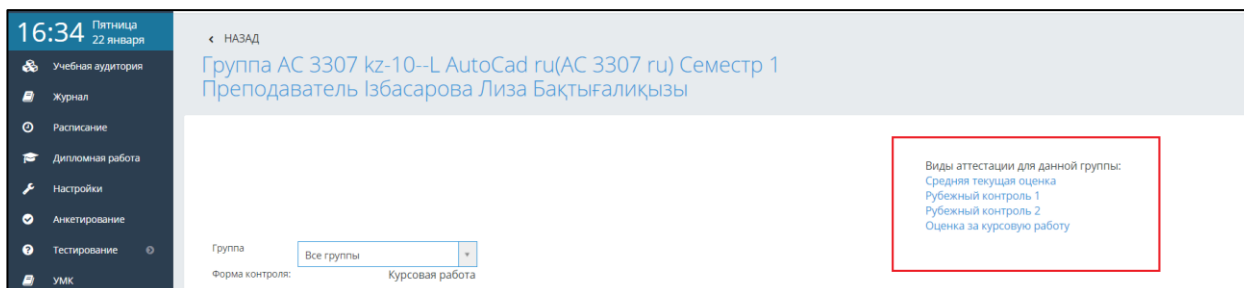 16:34 Пятница
22 января
Учебная аудитория
Журнал
Расписание
Дипломная работа
Настройки
Анкетирование
Тестирование
УМК
НАЗАД
Группа AC 3307 kz-10--L AutoCad ru(AC 3307 ru) Семестр 1
Преподаватель Ізбасарова Лиза Бақтығалиқызы
Виды аттестации для данной группы:
Средняя текущая оценка
Рубежный контроль 1
Рубежный контроль 2
Оценка за курсовую работу
Группа Все группы
Форма контроля: Курсовая работа